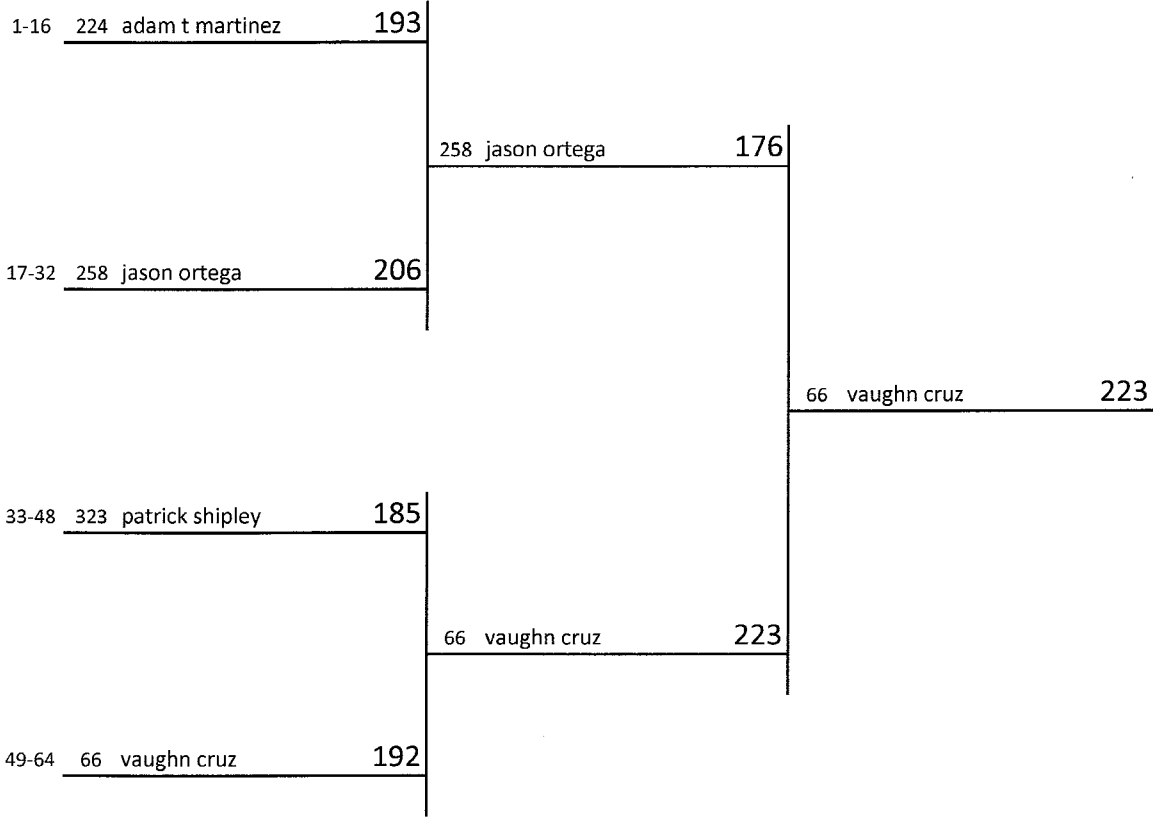 1-16 224 adam t martinez 193
258 jason ortega 176
17-32 258 jason ortega 206
66 vaughn cruz 223
33-48 323 patrick shipley 185
66 vaughn cruz 223
49-64 66 vaughn cruz 192